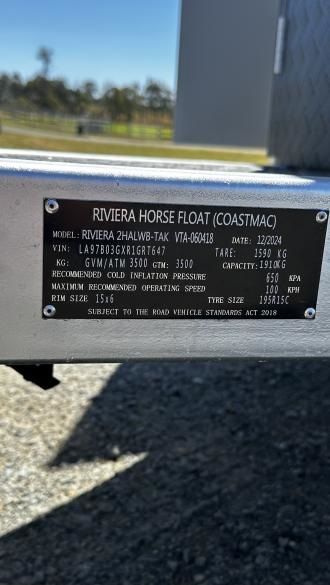 RIVIERA HORSE FLOAT (COASTMAC)
MODEL: RIVIERA 2HALWB-TAK VTA-060418 DATE: 12/2024
VIN: LA97B03GXR1GRT647 TARE: 1590 KG
KG: GVM/ATM 3500 GTM: 3500 CAPACITY: 1910KG
RECOMMENDED COLD INFLATION PRESSURE 650 KPA
MAXIMUM RECOMMENDED OPERATING SPEED 100 KPH
RIM SIZE 15x6 TYRE SIZE 195R15C
SUBJECT TO THE ROAD VEHICLE STANDARDS ACT 2018